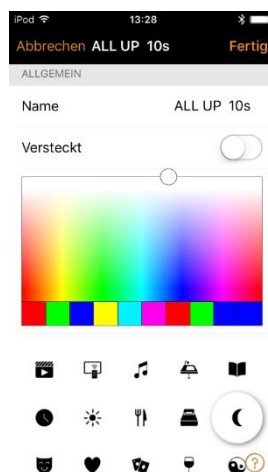 iPod 13:28
Abbrechen ALL UP 10s Fertig
ALLGEMEIN
Name ALL UP 10s
Versteckt
?